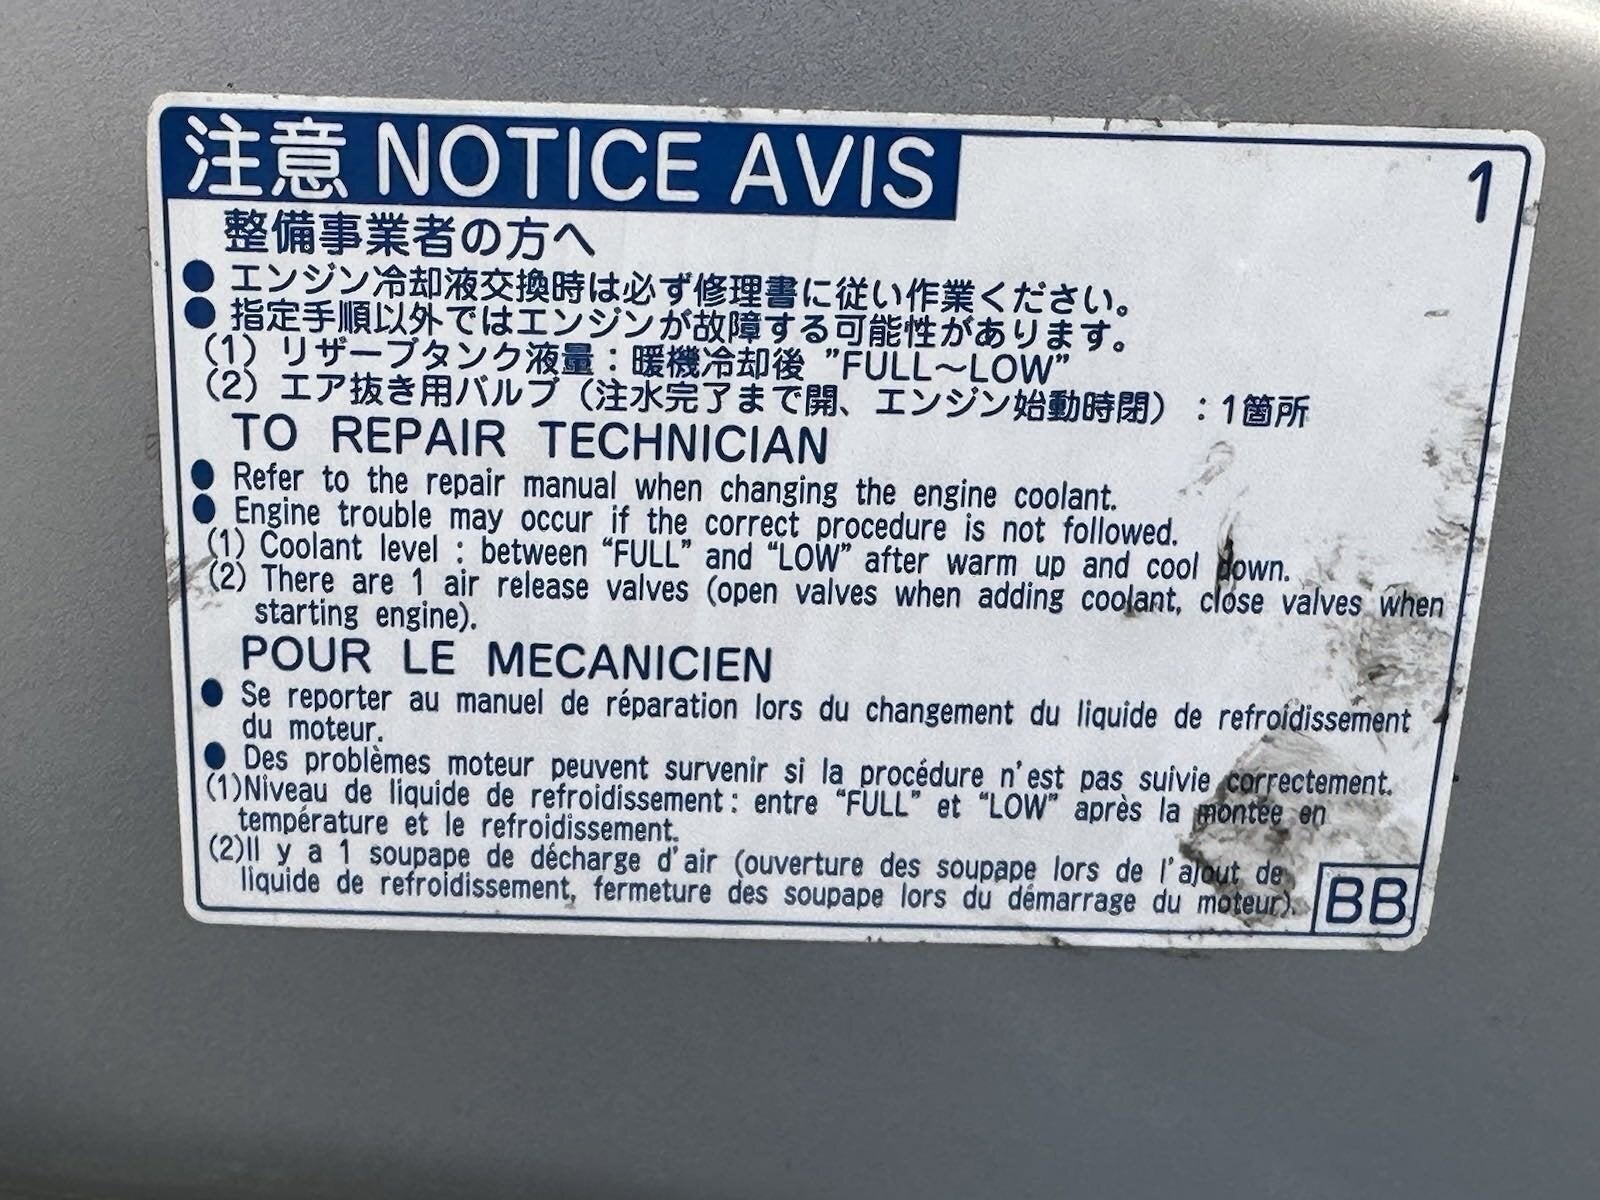 注意 NOTICE AVIS
1
整備事業者の方へ
● エンジン冷却液交換時は必ず修理書に従い作業ください。
● 指定手順以外ではエンジンが故障する可能性があります。
(1) リザーブタンク液量：暖機冷却後 ”FULL～LOW”
(2) エア抜き用バルブ（注水完了まで開、エンジン始動時閉）：1箇所
TO REPAIR TECHNICIAN
● Refer to the repair manual when changing the engine coolant.
● Engine trouble may occur if the correct procedure is not followed.
(1) Coolant level : between “FULL” and “LOW” after warm up and cool down.
(2) There are 1 air release valves (open valves when adding coolant, close valves when
starting engine).
POUR LE MECANICIEN
● Se reporter au manuel de réparation lors du changement du liquide de refroidissement
du moteur.
● Des problèmes moteur peuvent survenir si la procédure n'est pas suivie correctement.
(1)Niveau de liquide de refroidissement : entre “FULL” et “LOW” après la montée en
température et le refroidissement.
(2)Il y a 1 soupape de décharge d'air (ouverture des soupape lors de l'ajout de
liquide de refroidissement, fermeture des soupape lors du démarrage du moteur).
BB